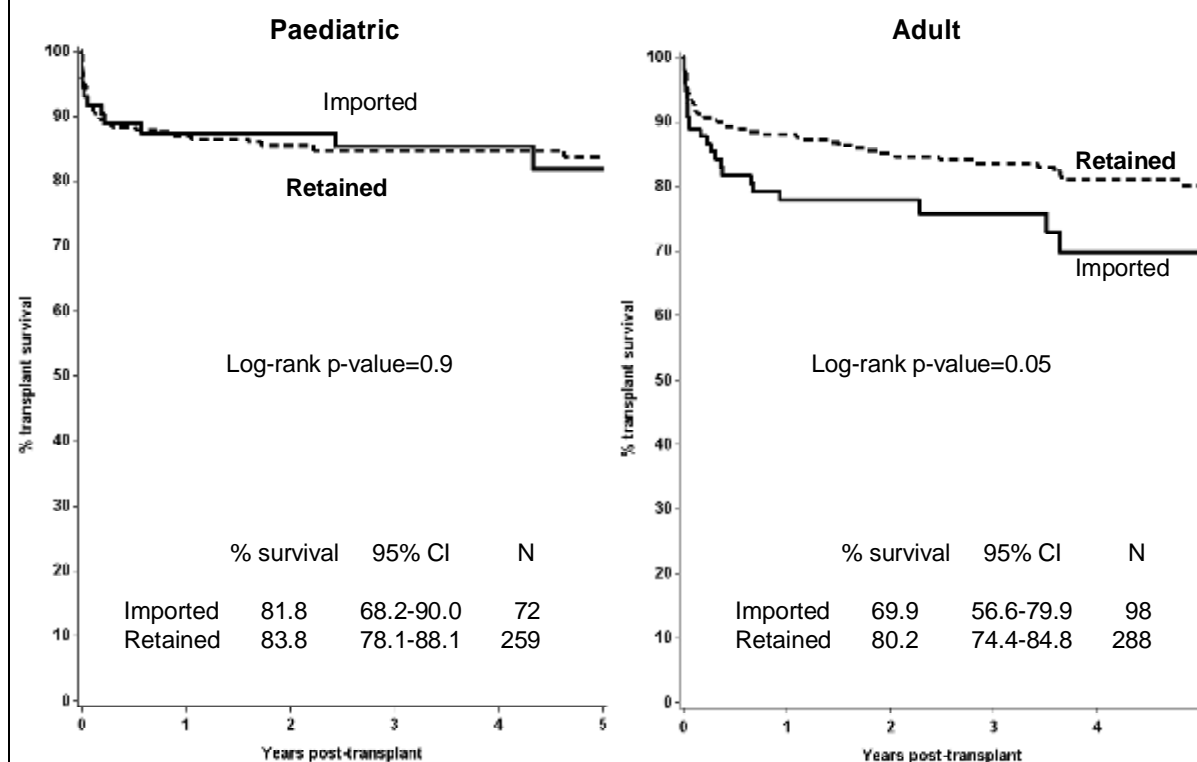 Paediatric
100
90
80
70
60
50
40
30
20
10
0
% transplant survival
Imported
Retained
Log-rank p-value=0.9
% survival 95% CI N
Imported 81.8 68.2-90.0 72
Retained 83.8 78.1-88.1 259
0 1 2 3 4 5
Years post-transplant
Adult
100
90
80
70
60
50
40
30
20
10
0
% transplant survival
Retained
Imported
Log-rank p-value=0.05
% survival 95% CI N
Imported 69.9 56.6-79.9 98
Retained 80.2 74.4-84.8 288
0 1 2 3 4
Years post-transplant